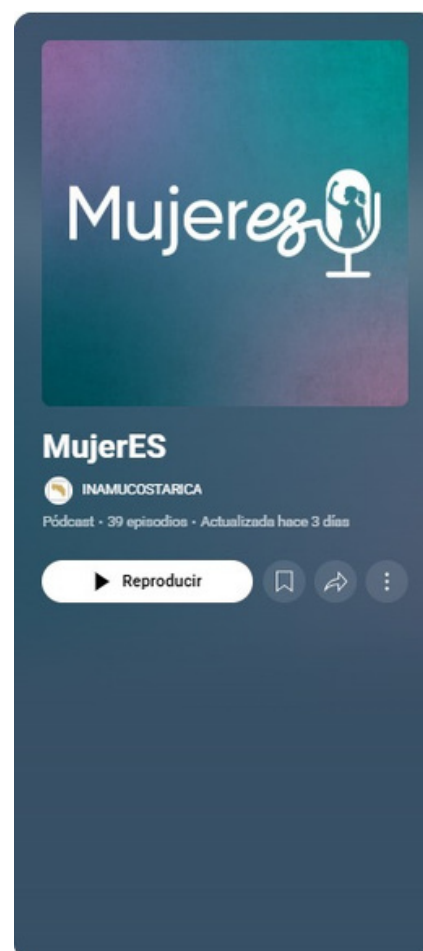 Mujeres
MujerES
INAMUCOSTARICA
Pódcast • 39 episodios • Actualizada hace 3 días
Reproducir